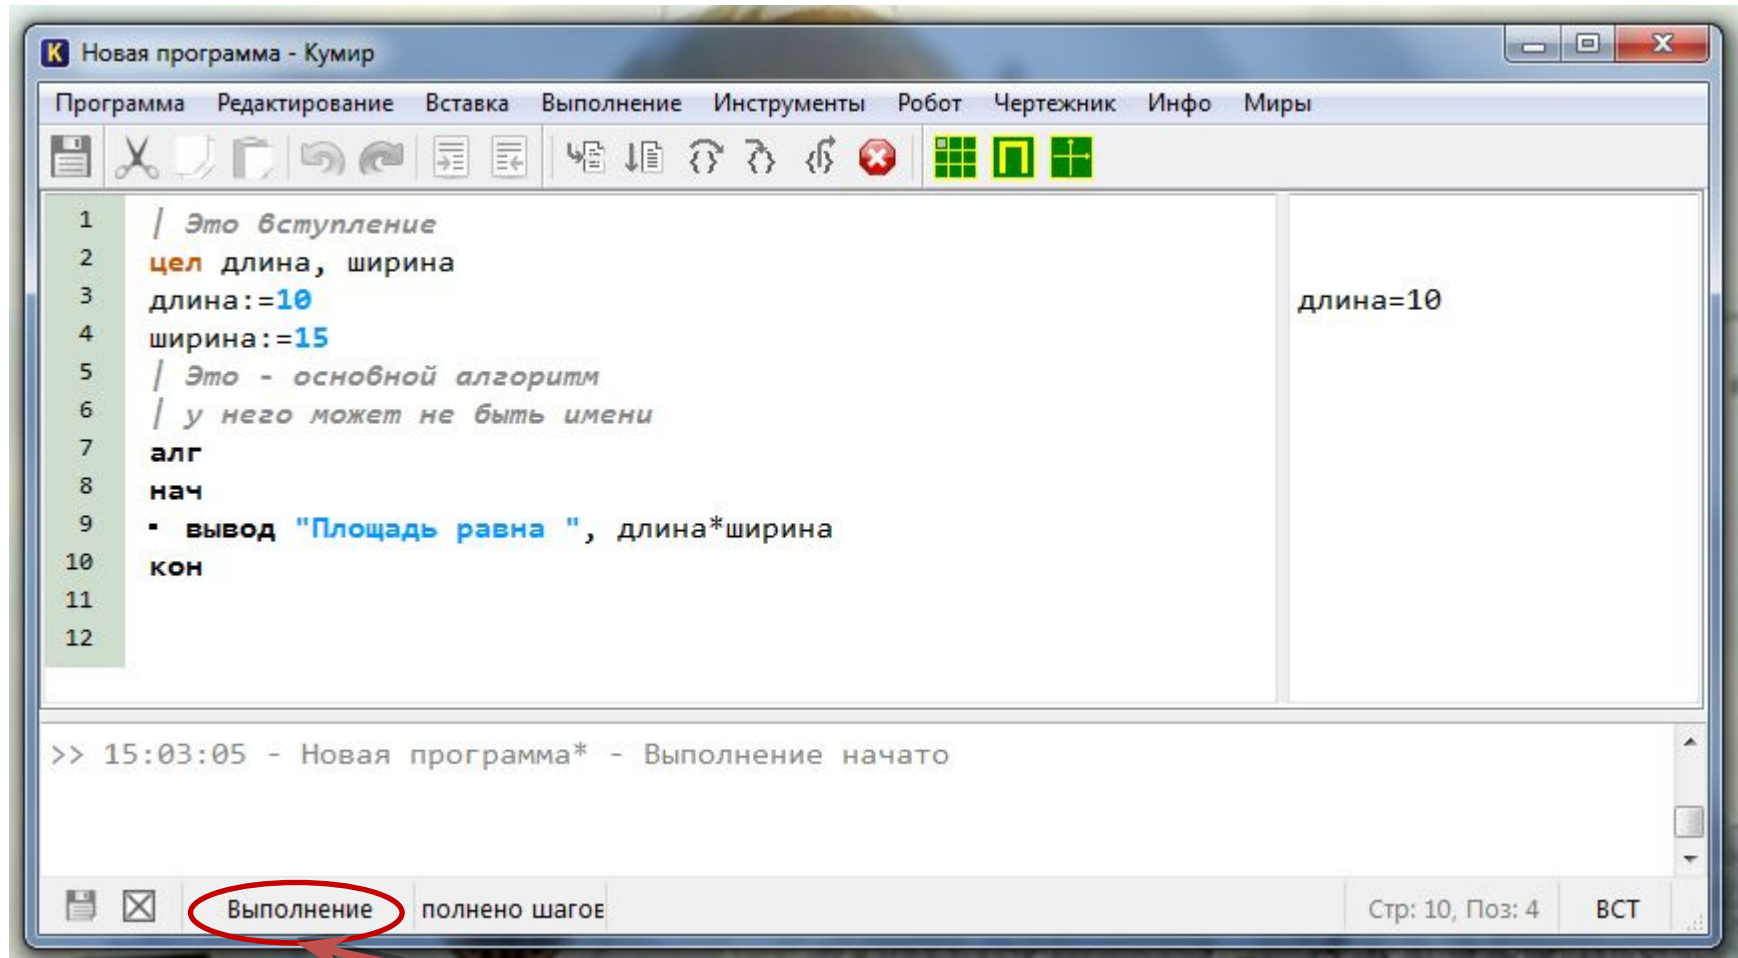 Новая программа - Кумир
Программа Редактирование Вставка Выполнение Инструменты Робот Чертежник Инфо Миры
1 | Это вступление
2 цел длина, ширина
3 длина:=10 длина=10
4 ширина:=15
5 | Это - основной алгоритм
6 | у него может не быть имени
7 алг
8 нач
9 ▪ вывод "Площадь равна ", длина*ширина
10 кон
11
12
>> 15:03:05 - Новая программа* - Выполнение начато
Выполнение полнено шагов Стр: 10, Поз: 4 ВСТ